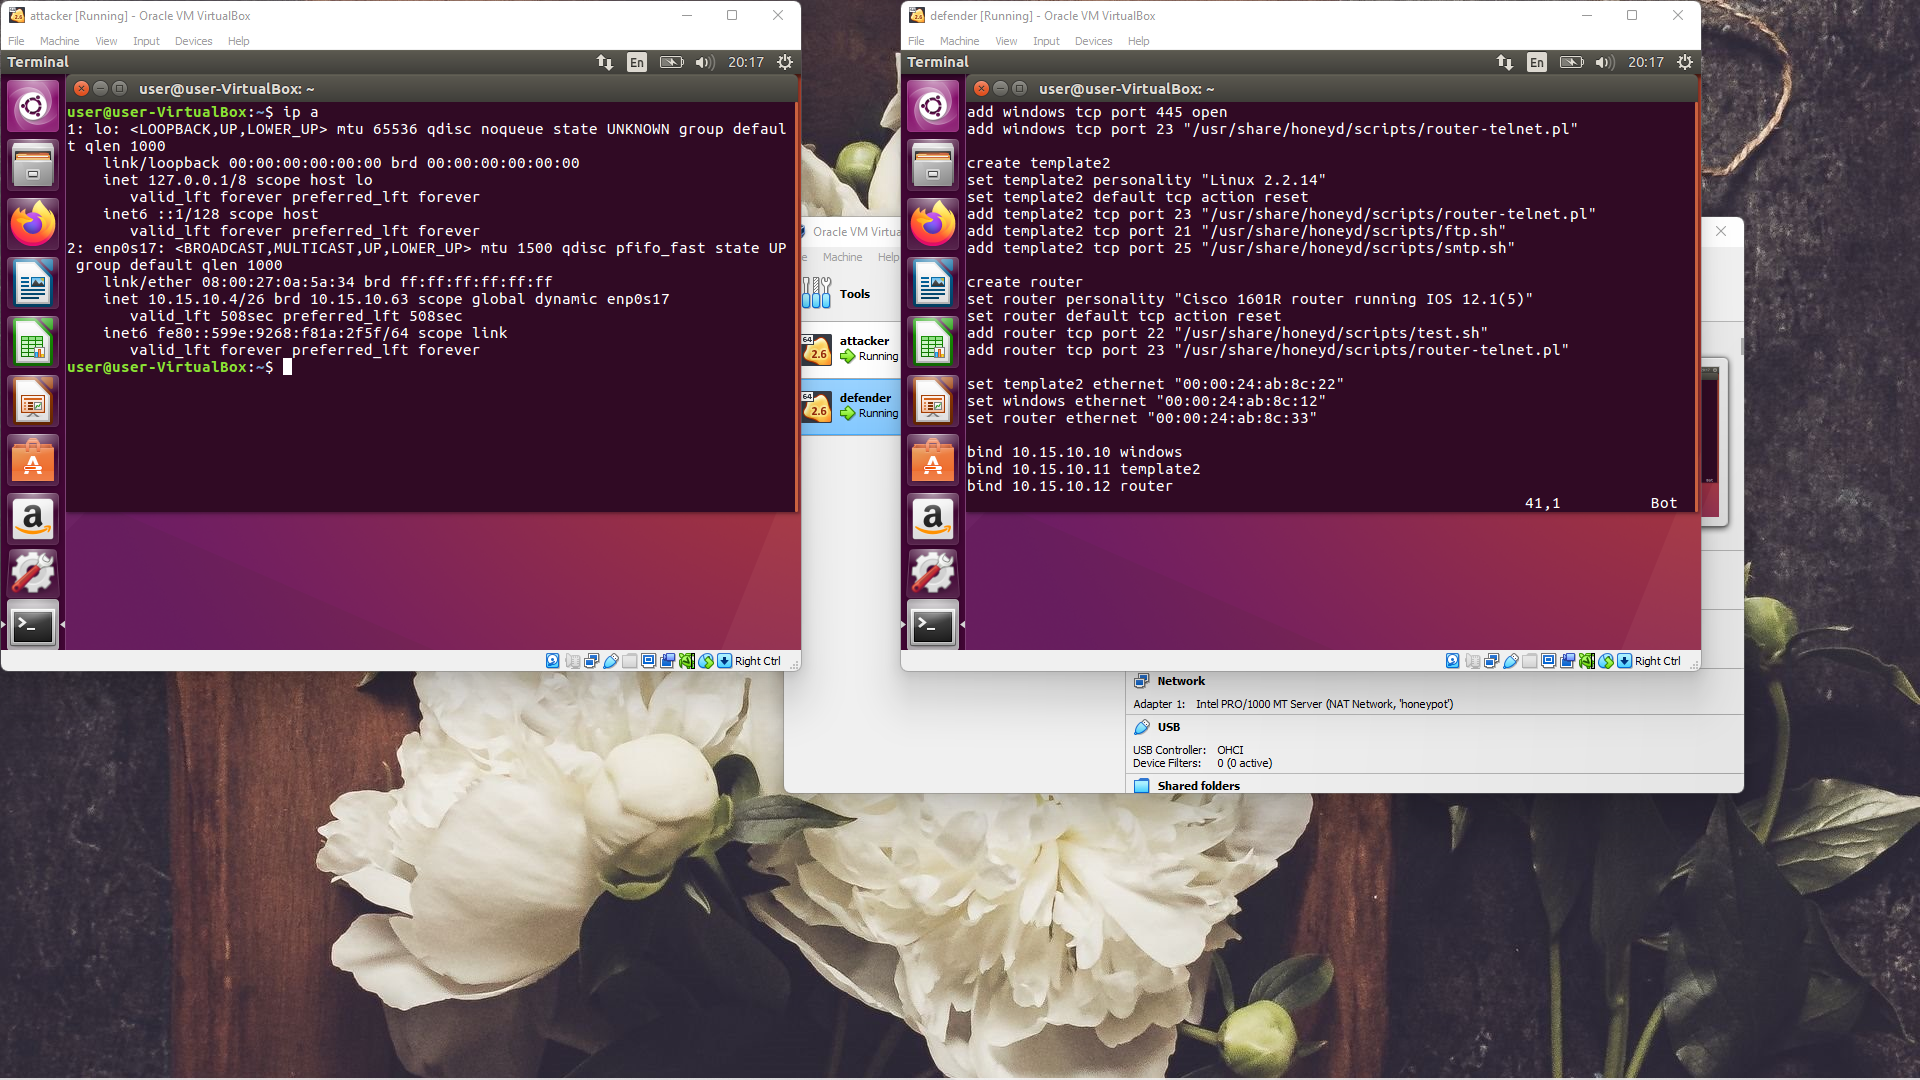 attacker [Running] - Oracle VM VirtualBox
File Machine View Input Devices Help
Terminal
En
20:17
user@user-VirtualBox: ~
user@user-VirtualBox:~$ ip a
1: lo: <LOOPBACK,UP,LOWER_UP> mtu 65536 qdisc noqueue state UNKNOWN group defaul
t qlen 1000
    link/loopback 00:00:00:00:00:00 brd 00:00:00:00:00:00
    inet 127.0.0.1/8 scope host lo
       valid_lft forever preferred_lft forever
    inet6 ::1/128 scope host
       valid_lft forever preferred_lft forever
2: enp0s17: <BROADCAST,MULTICAST,UP,LOWER_UP> mtu 1500 qdisc pfifo_fast state UP
 group default qlen 1000
    link/ether 08:00:27:0a:5a:34 brd ff:ff:ff:ff:ff:ff
    inet 10.15.10.4/26 brd 10.15.10.63 scope global dynamic enp0s17
       valid_lft 508sec preferred_lft 508sec
    inet6 fe80::599e:9268:f81a:2f5f/64 scope link
       valid_lft forever preferred_lft forever
user@user-VirtualBox:~$
Right Ctrl
Oracle VM Virtua
e Machine Help
Tools
64
2.6
attacker
Running
64
2.6
defender
Running
defender [Running] - Oracle VM VirtualBox
File Machine View Input Devices Help
Terminal
En
20:17
user@user-VirtualBox: ~
add windows tcp port 445 open
add windows tcp port 23 "/usr/share/honeyd/scripts/router-telnet.pl"
create template2
set template2 personality "Linux 2.2.14"
set template2 default tcp action reset
add template2 tcp port 23 "/usr/share/honeyd/scripts/router-telnet.pl"
add template2 tcp port 21 "/usr/share/honeyd/scripts/ftp.sh"
add template2 tcp port 25 "/usr/share/honeyd/scripts/smtp.sh"
create router
set router personality "Cisco 1601R router running IOS 12.1(5)"
set router default tcp action reset
add router tcp port 22 "/usr/share/honeyd/scripts/test.sh"
add router tcp port 23 "/usr/share/honeyd/scripts/router-telnet.pl"
set template2 ethernet "00:00:24:ab:8c:22"
set windows ethernet "00:00:24:ab:8c:12"
set router ethernet "00:00:24:ab:8c:33"
bind 10.15.10.10 windows
bind 10.15.10.11 template2
bind 10.15.10.12 router
41,1 Bot
Right Ctrl
Network
Adapter 1: Intel PRO/1000 MT Server (NAT Network, 'honeypot')
USB
USB Controller: OHCI
Device Filters: 0 (0 active)
Shared folders